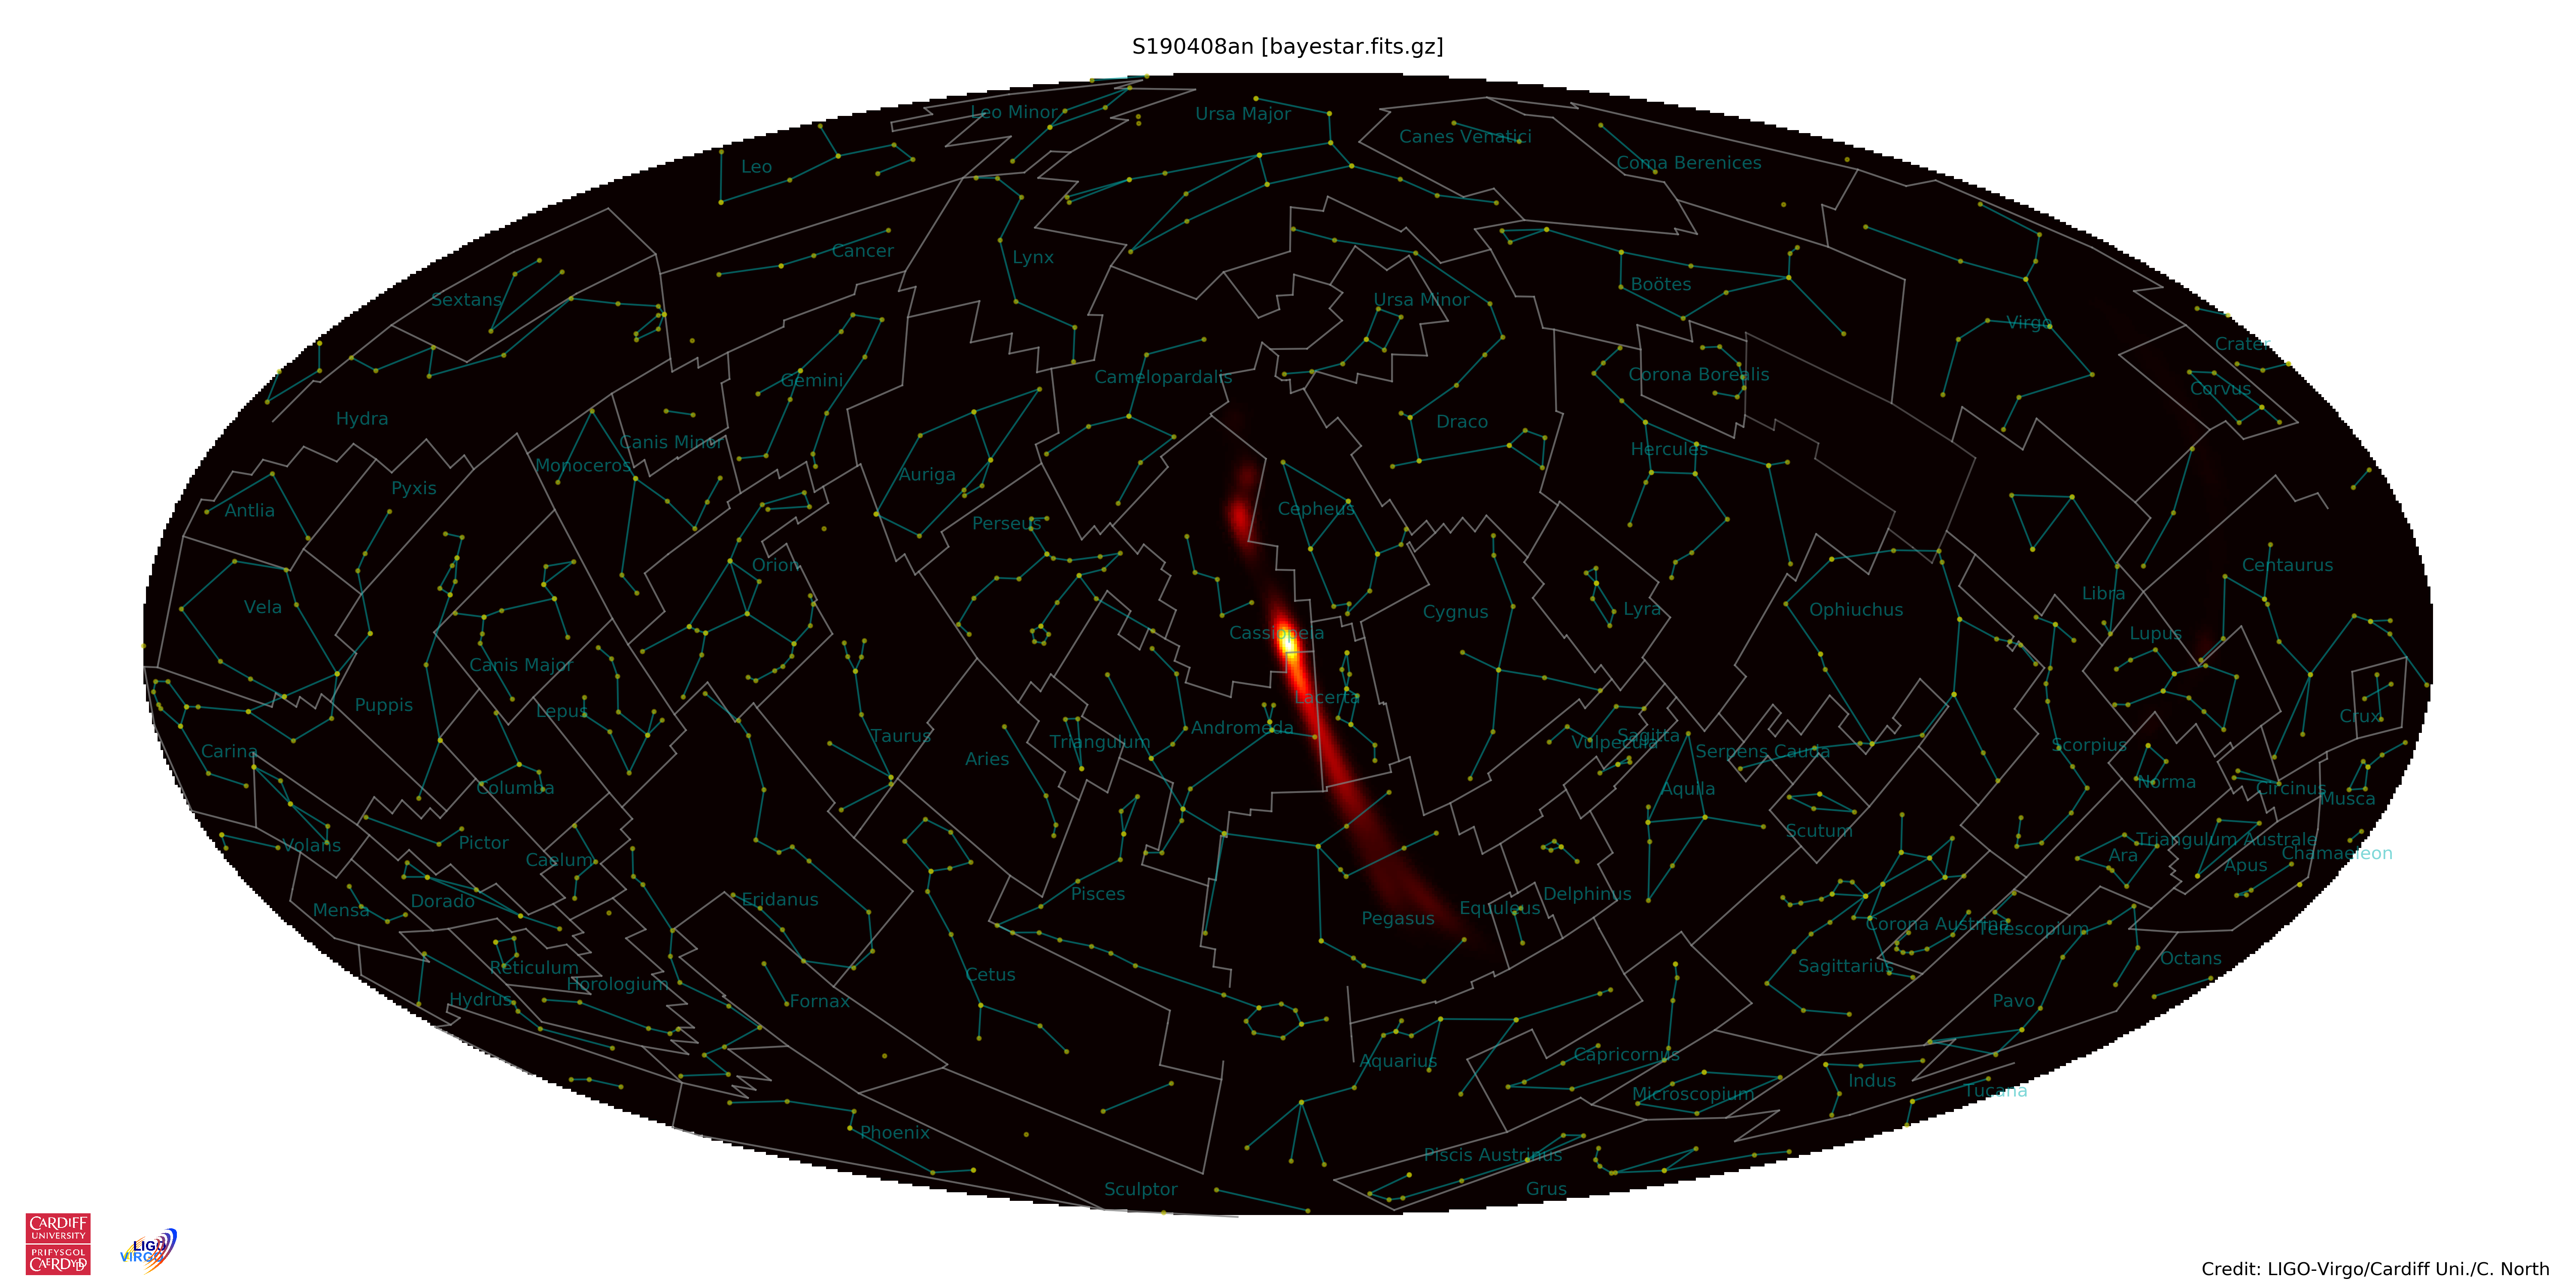 S190408an [bayestar.fits.gz]
Leo Minor
Ursa Major
Canes Venatici
Coma Berenices
Leo
Cancer
Lynx
Boötes
Sextans
Ursa Minor
Virgo
Crater
Camelopardalis
Corona Borealis
Gemini
Corvus
Hydra
Draco
Canis Minor
Hercules
Monoceros
Auriga
Pyxis
Antlia
Cepheus
Perseus
Orion
Centaurus
Libra
Vela
Cygnus
Lyra
Ophiuchus
Cassiopeia
Lupus
Canis Major
Lacerta
Puppis
Lepus
Crux
Andromeda
Taurus
Triangulum
Vulpecula
Sagitta
Serpens Cauda
Scorpius
Carina
Aries
Norma
Columba
Aquila
Circinus
Musca
Scutum
Volans
Pictor
Triangulum Australe
Chamaeleon
Caelum
Ara
Apus
Pisces
Delphinus
Eridanus
Dorado
Mensa
Equuleus
Pegasus
Corona Austrina
Telescopium
Octans
Reticulum
Sagittarius
Cetus
Horologium
Hydrus
Fornax
Pavo
Aquarius
Capricornus
Indus
Microscopium
Tucana
Phoenix
Piscis Austrinus
Sculptor
Grus
CARDIFF
UNIVERSITY
PRIFYSGOL
CAERDYDD
LIGO
VIRGO
Credit: LIGO-Virgo/Cardiff Uni./C. North